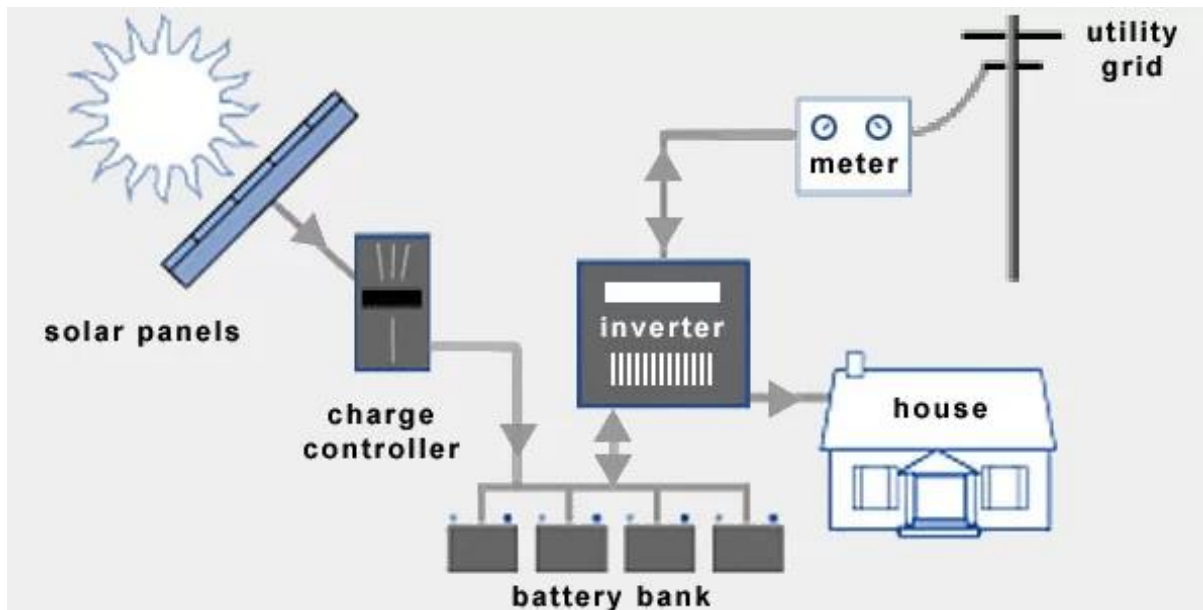 utility
grid
meter
solar panels
inverter
charge
controller
house
battery bank